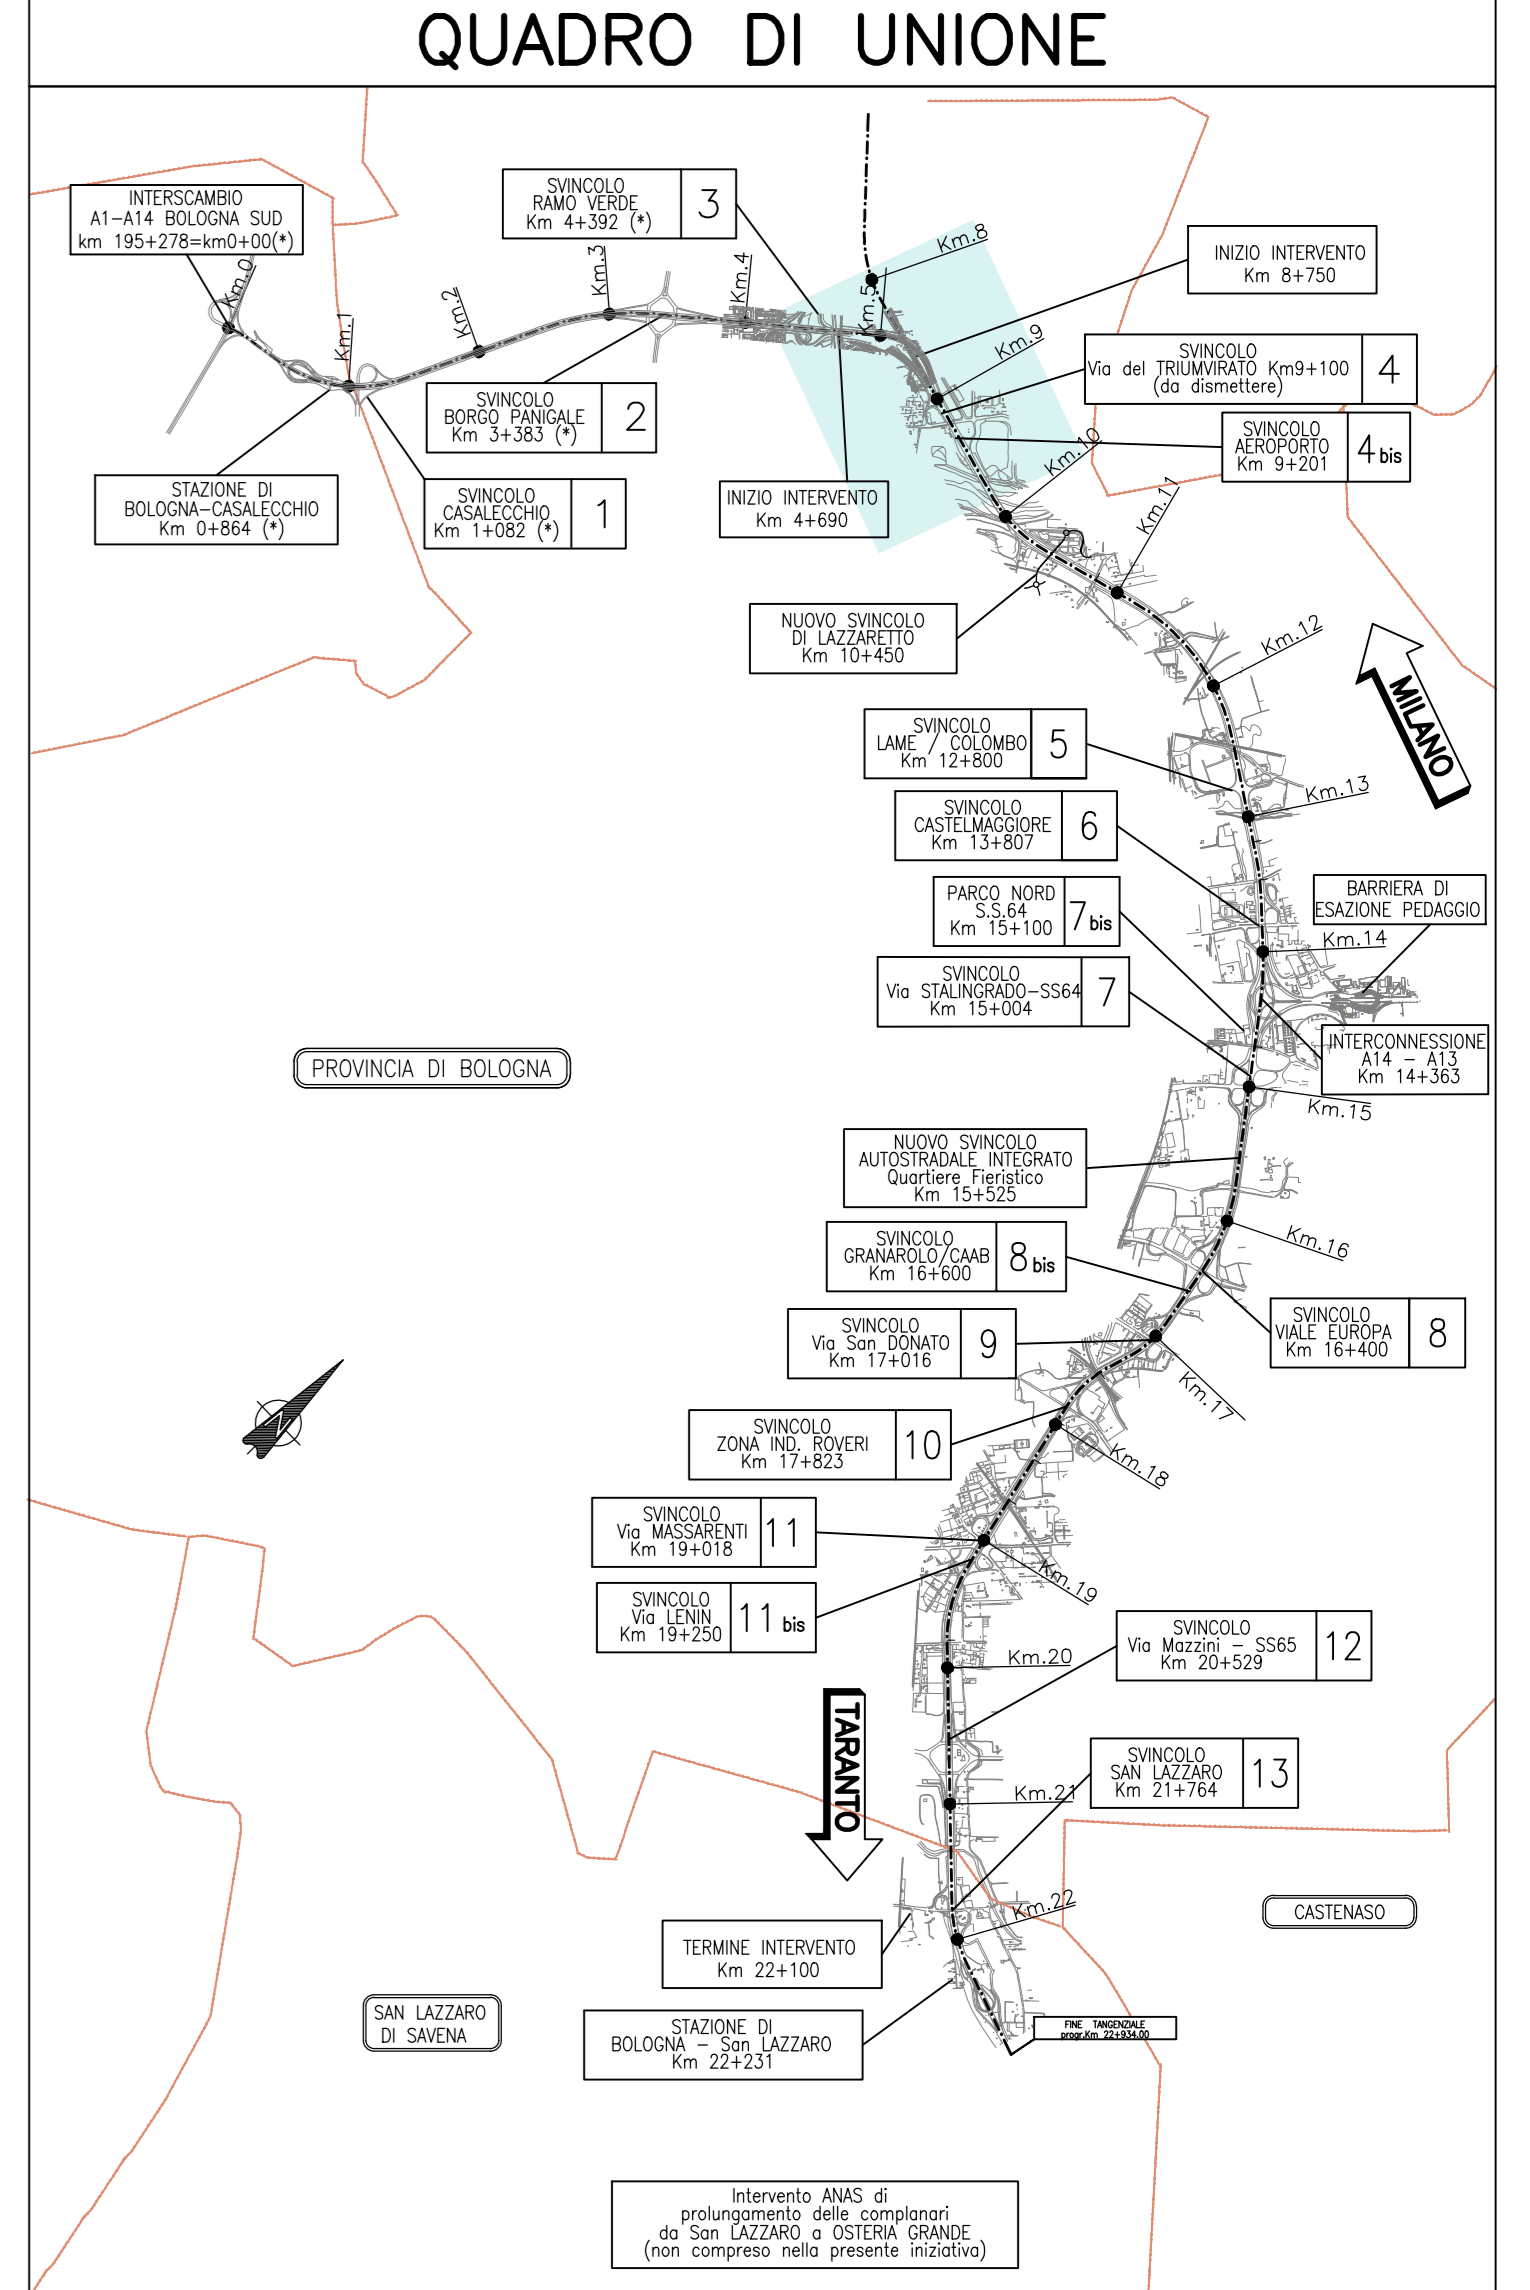 QUADRO DI UNIONE
INTERSCAMBIO
A1-A14 BOLOGNA SUD
km 195+278=km0+00(*)
SVINCOLO
RAMO VERDE
Km 4+392 (*)
3
INIZIO INTERVENTO
Km 8+750
Km.0
Km.1
Km.2
Km.3
Km.4
Km.5
Km.8
Km.9
SVINCOLO
Via del TRIUMVIRATO Km9+100
(da dismettere)
4
SVINCOLO
BORGO PANIGALE
Km 3+383 (*)
2
SVINCOLO
AEROPORTO
Km 9+201
4 bis
Km.10
STAZIONE DI
BOLOGNA-CASALECCHIO
Km 0+864 (*)
SVINCOLO
CASALECCHIO
Km 1+082 (*)
1
INIZIO INTERVENTO
Km 4+690
Km.11
NUOVO SVINCOLO
DI LAZZARETTO
Km 10+450
Km.12
MILANO
SVINCOLO
LAME / COLOMBO
Km 12+800
5
Km.13
SVINCOLO
CASTELMAGGIORE
Km 13+807
6
PARCO NORD
S.S.64
Km 15+100
7 bis
BARRIERA DI
ESAZIONE PEDAGGIO
Km.14
SVINCOLO
Via STALINGRADO-SS64
Km 15+004
7
INTERCONNESSIONE
A14 - A13
Km 14+363
PROVINCIA DI BOLOGNA
Km.15
NUOVO SVINCOLO
AUTOSTRADALE INTEGRATO
Quartiere Fieristico
Km 15+525
Km.16
SVINCOLO
GRANAROLO/CAAB
Km 16+600
8 bis
SVINCOLO
VIALE EUROPA
Km 16+400
8
SVINCOLO
Via San DONATO
Km 17+016
9
Km.17
SVINCOLO
ZONA IND. ROVERI
Km 17+823
10
Km.18
SVINCOLO
Via MASSARENTI
Km 19+018
11
Km.19
SVINCOLO
Via LENIN
Km 19+250
11 bis
SVINCOLO
Via Mazzini - SS65
Km 20+529
12
Km.20
TARANTO
SVINCOLO
SAN LAZZARO
Km 21+764
13
Km.21
Km.22
CASTENASO
TERMINE INTERVENTO
Km 22+100
SAN LAZZARO
DI SAVENA
STAZIONE DI
BOLOGNA - San LAZZARO
Km 22+231
FINE TANGENZIALE
progr.Km 22+934.00
Intervento ANAS di
prolungamento delle complanari
da San LAZZARO a OSTERIA GRANDE
(non compreso nella presente iniziativa)